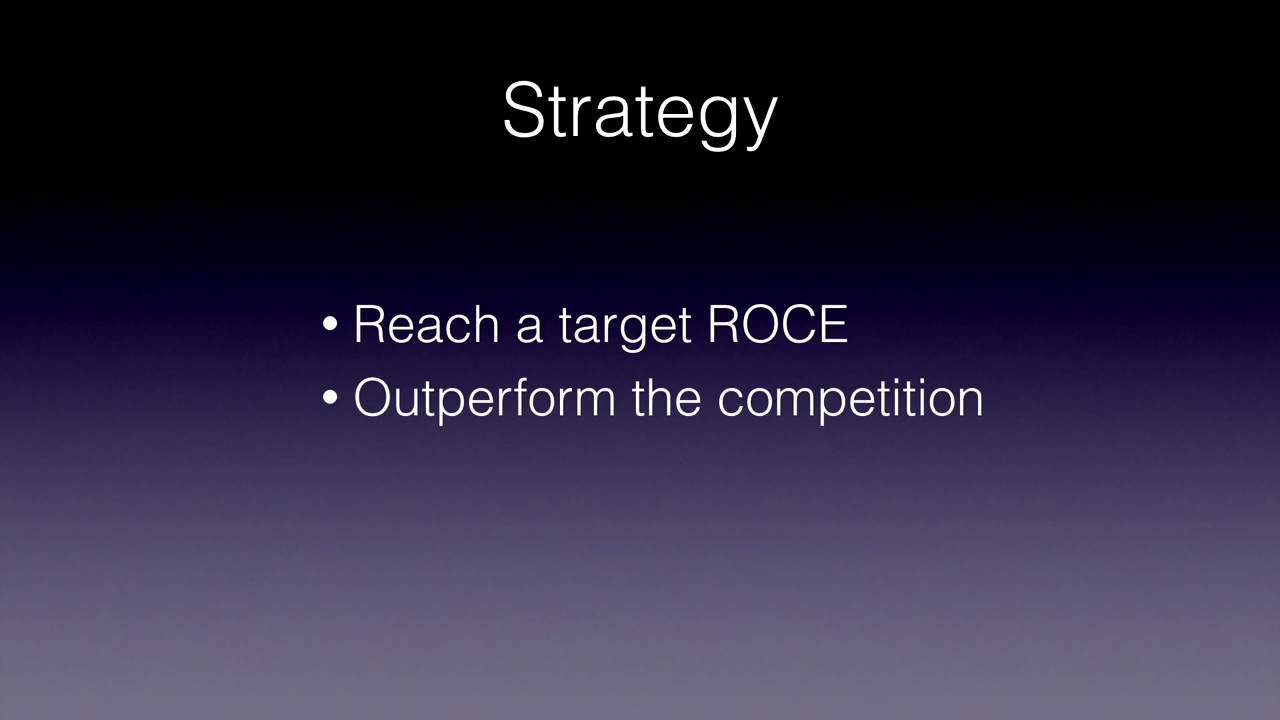 Strategy
• Reach a target ROCE
• Outperform the competition